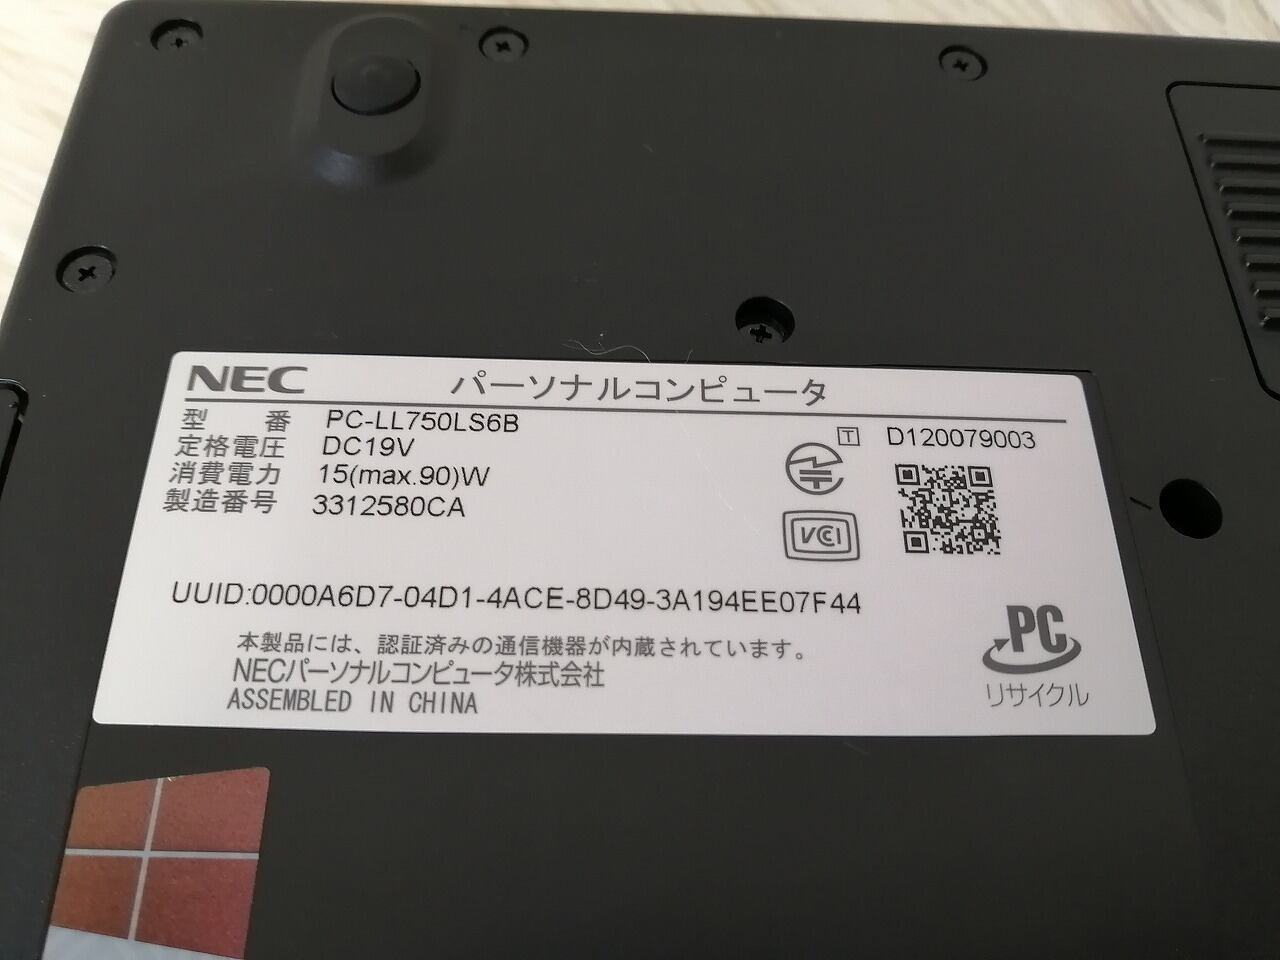 NEC パーソナルコンピュータ
型 番 PC-LL750LS6B
定格電圧 DC19V
消費電力 15(max.90)W
製造番号 3312580CA
T D120079003
VCI
UUID:0000A6D7-04D1-4ACE-8D49-3A194EE07F44
本製品には、認証済みの通信機器が内蔵されています。
NECパーソナルコンピュータ株式会社
ASSEMBLED IN CHINA
PC
リサイクル